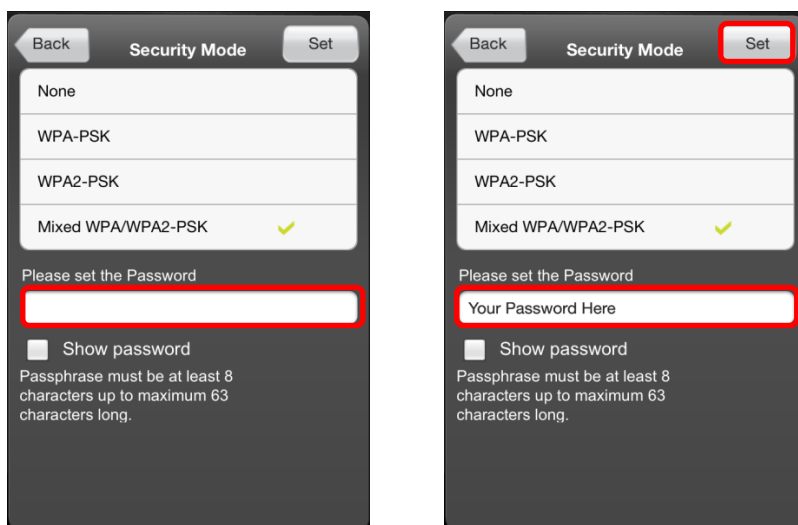 Back Security Mode Set
None
WPA-PSK
WPA2-PSK
Mixed WPA/WPA2-PSK
Please set the Password
Show password
Passphrase must be at least 8
characters up to maximum 63
characters long.
Back Security Mode Set
None
WPA-PSK
WPA2-PSK
Mixed WPA/WPA2-PSK
Please set the Password
Your Password Here
Show password
Passphrase must be at least 8
characters up to maximum 63
characters long.